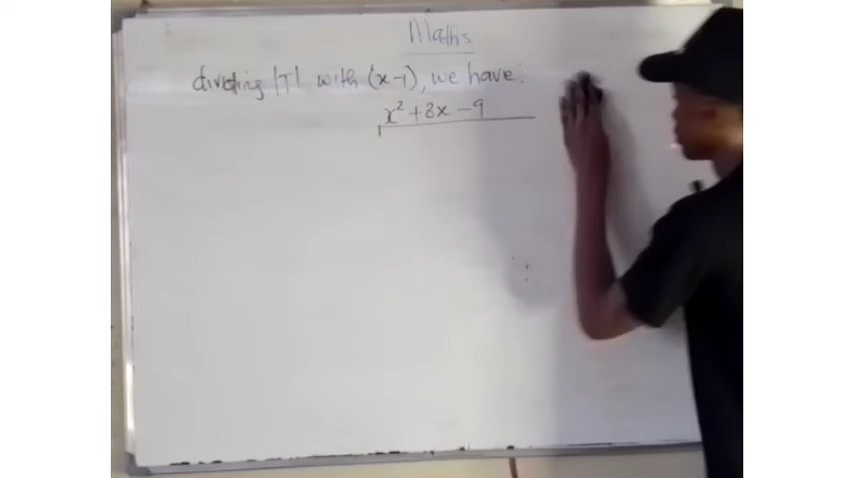 Maths
dividing |T| with (x-1), we have:
x² + 8x - 9